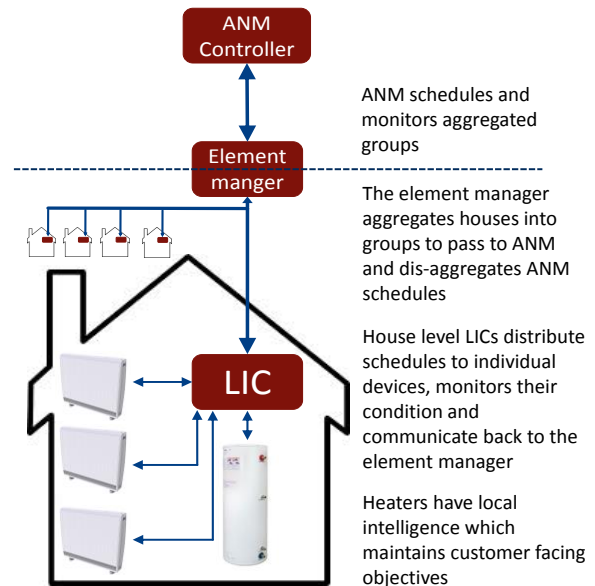 ANM
Controller
ANM schedules and
monitors aggregated
groups
Element
manger
The element manager
aggregates houses into
groups to pass to ANM
and dis-aggregates ANM
schedules
House level LICs distribute
schedules to individual
devices, monitors their
condition and
communicate back to the
element manager
LIC
Heaters have local
intelligence which
maintains customer facing
objectives